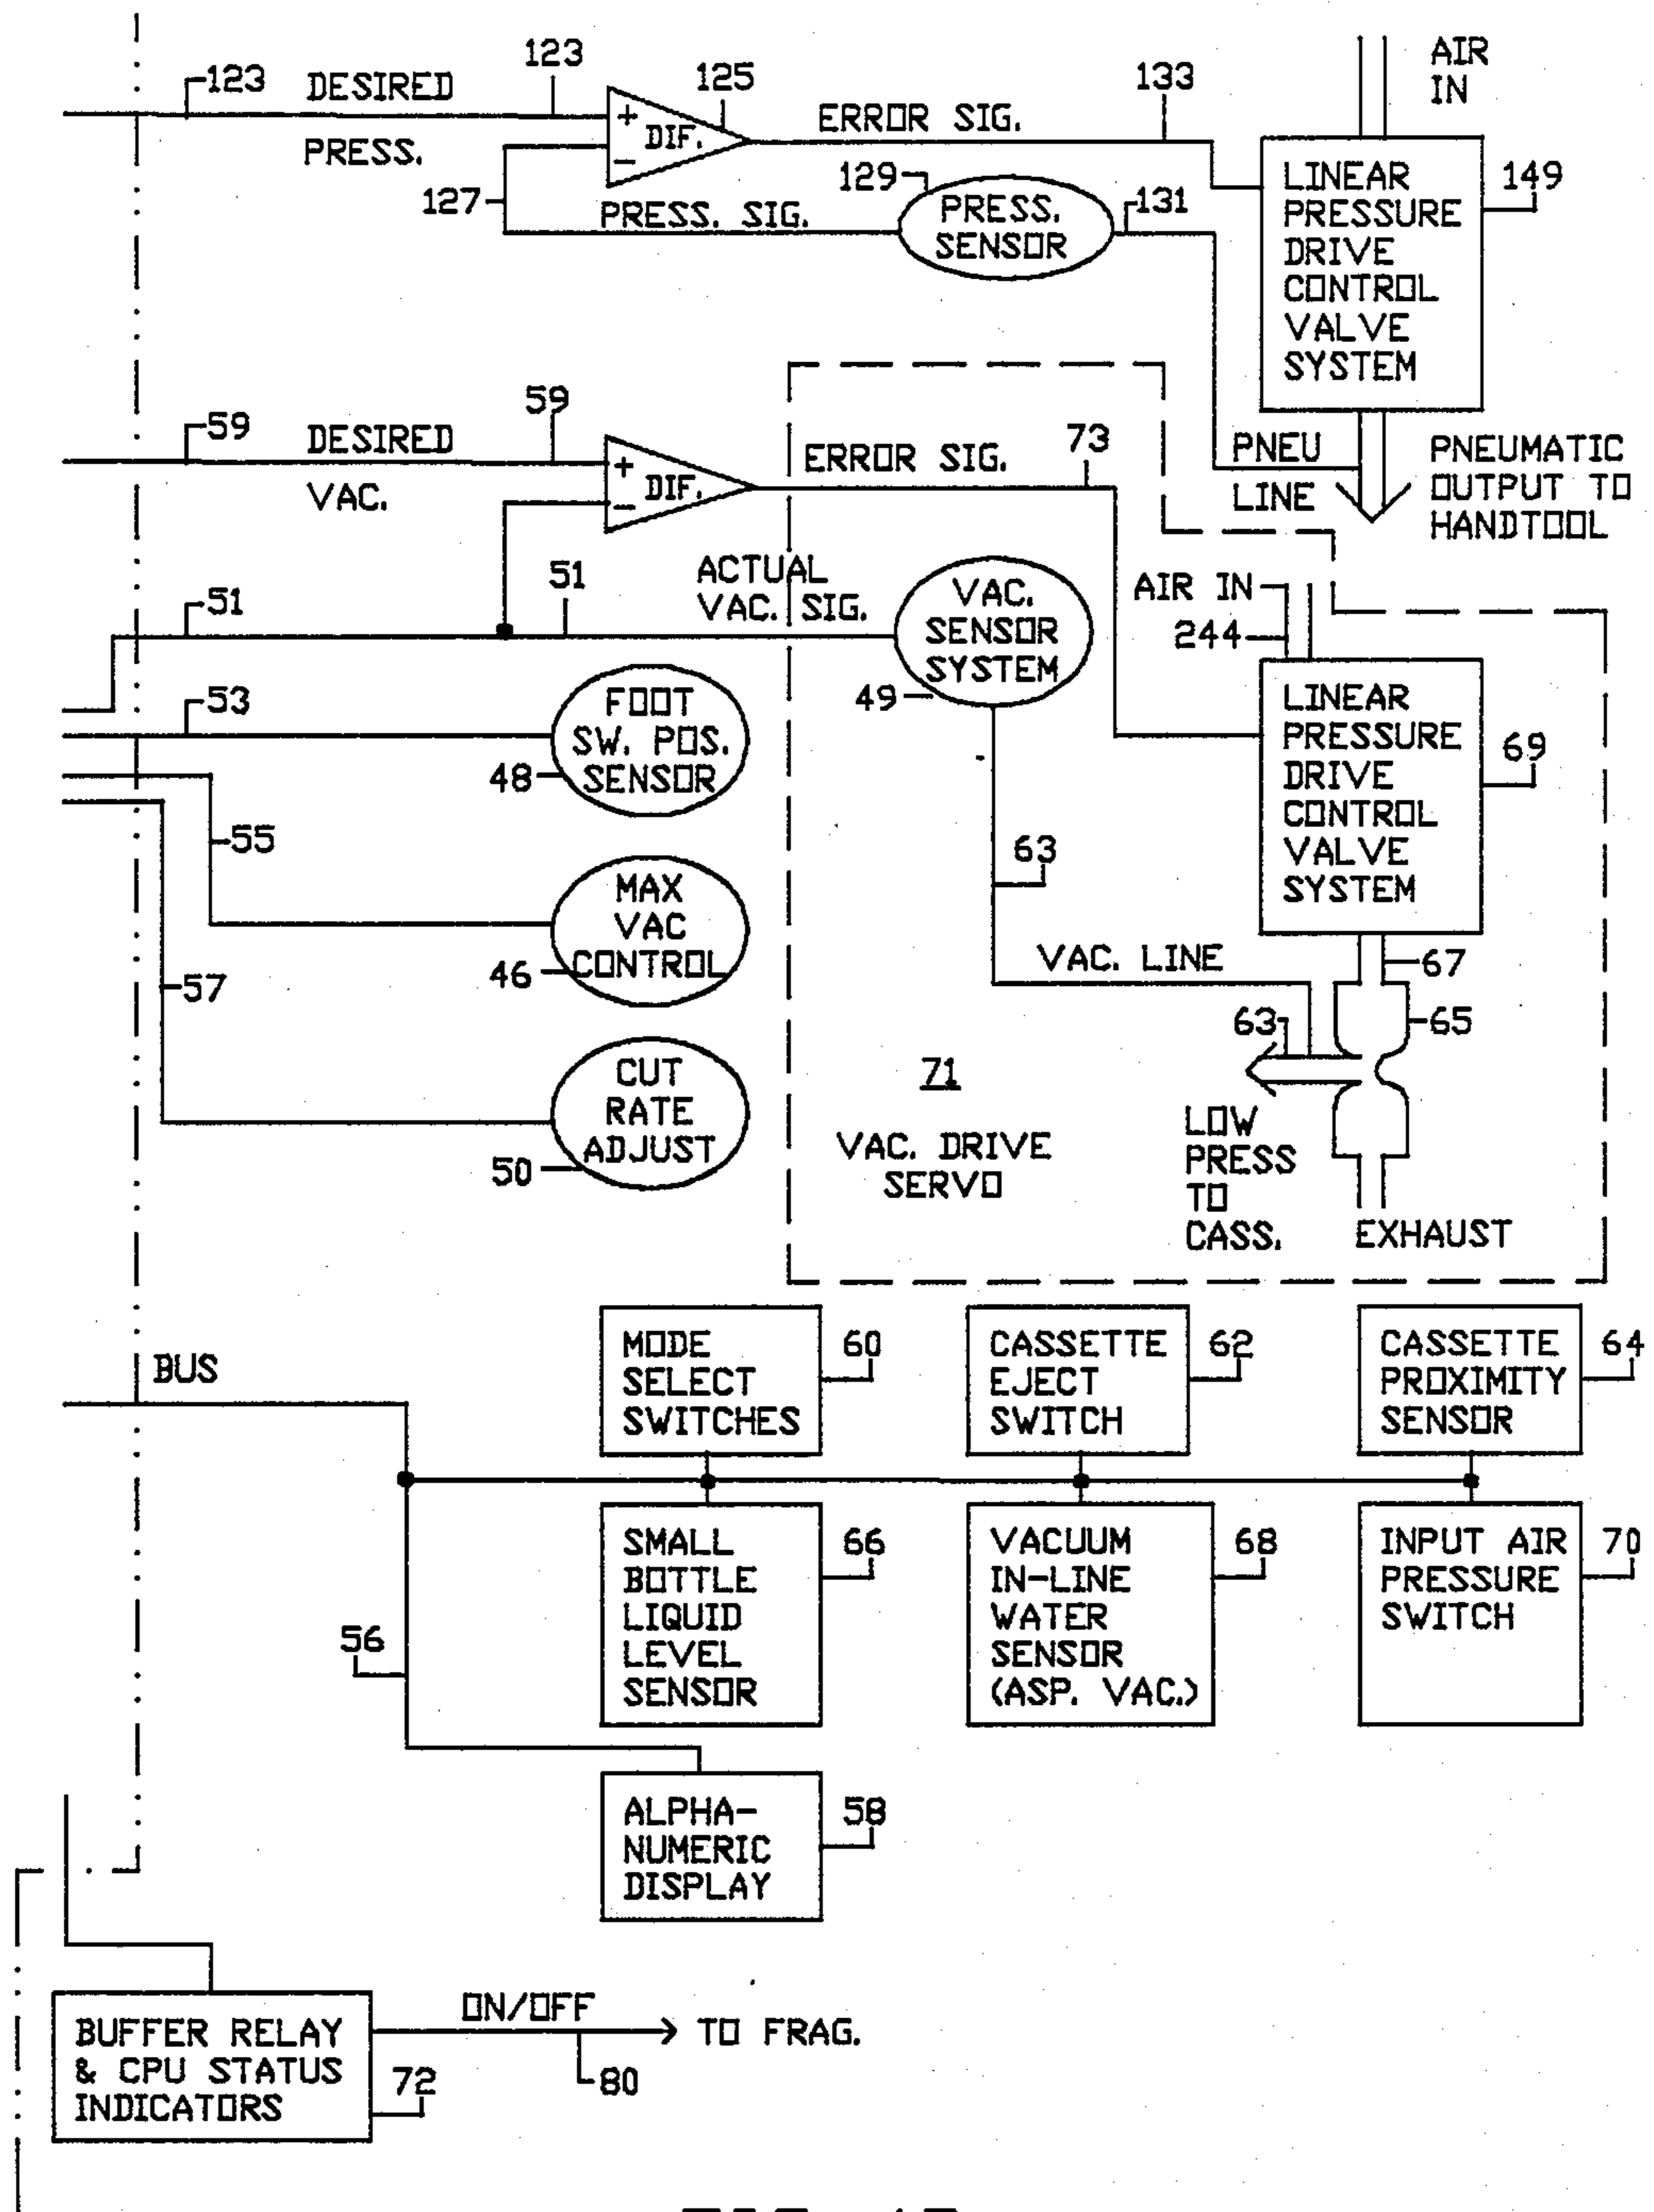 123
DESIRED
PRESS.
123
+
DIF.
−
125
ERROR SIG.
133
AIR
IN
127
PRESS. SIG.
129
PRESS.
SENSOR
131
LINEAR
PRESSURE
DRIVE
CONTROL
VALVE
SYSTEM
149
59
DESIRED
VAC.
59
+
DIF.
−
ERROR SIG.
73
PNEU
LINE
PNEUMATIC
OUTPUT TO
HANDTOOL
51
51
ACTUAL
VAC. SIG.
VAC.
SENSOR
SYSTEM
49
AIR IN
244
LINEAR
PRESSURE
DRIVE
CONTROL
VALVE
SYSTEM
69
53
FOOT
SW. POS.
SENSOR
48
55
MAX
VAC
CONTROL
46
57
CUT
RATE
ADJUST
50
63
VAC. LINE
67
63
65
71
VAC. DRIVE
SERVO
LOW
PRESS
TO
CASS.
EXHAUST
BUS
MODE
SELECT
SWITCHES
60
CASSETTE
EJECT
SWITCH
62
CASSETTE
PROXIMITY
SENSOR
64
SMALL
BOTTLE
LIQUID
LEVEL
SENSOR
66
VACUUM
IN-LINE
WATER
SENSOR
(ASP. VAC.)
68
INPUT AIR
PRESSURE
SWITCH
70
56
ALPHA-
NUMERIC
DISPLAY
58
BUFFER RELAY
& CPU STATUS
INDICATORS
72
ON/OFF
TO FRAG.
80